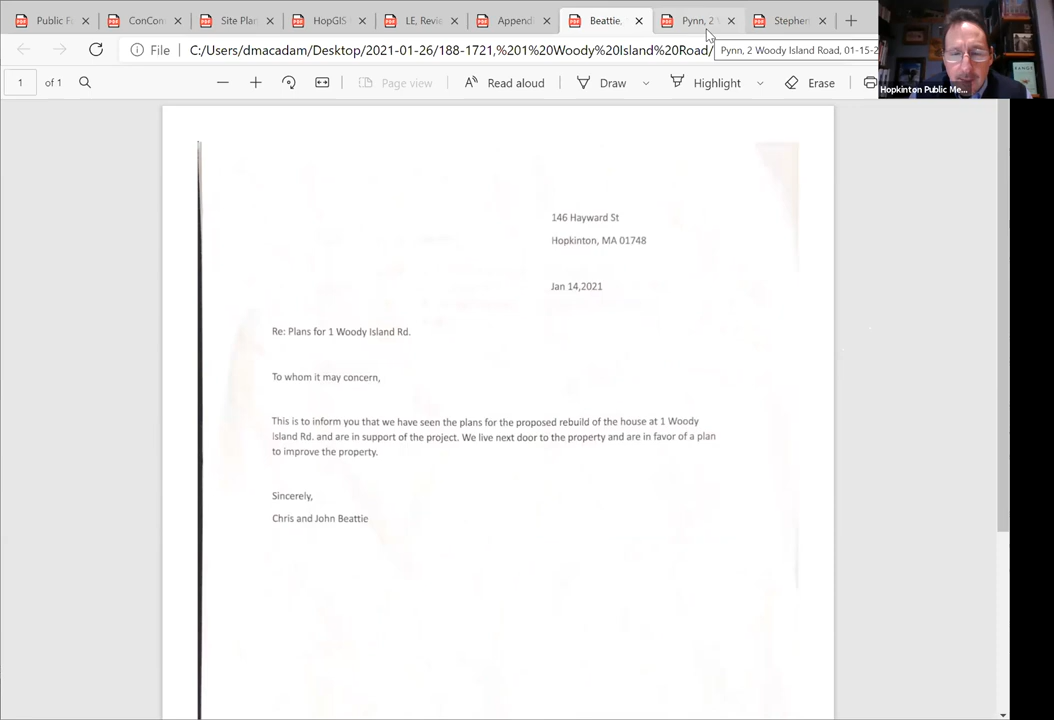 Public F
ConCon
Site Pla
HopGIS
LE, Revie
Append
Beattie,
Pynn, 2 W
Stephen
File
C:/Users/dmacadam/Desktop/2021-01-26/188-1721,%201%20Woody%20Island%20Road/
Pynn, 2 Woody Island Road, 01-15-2
1 of 1
Page view
Read aloud
Draw
Highlight
Erase
Hopkinton Public Me...
146 Hayward St
Hopkinton, MA 01748
Jan 14,2021
Re: Plans for 1 Woody Island Rd.
To whom it may concern,
This is to inform you that we have seen the plans for the proposed rebuild of the house at 1 Woody
Island Rd. and are in support of the project. We live next door to the property and are in favor of a plan
to improve the property.
Sincerely,
Chris and John Beattie